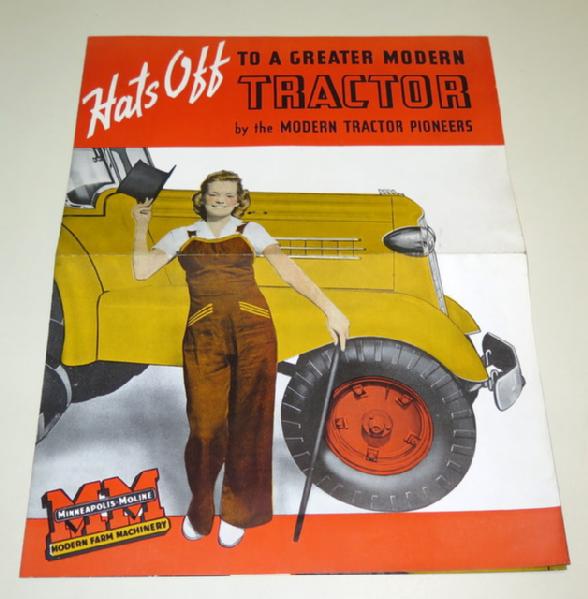 Hats Off TO A GREATER MODERN
TRACTOR
by the MODERN TRACTOR PIONEERS
MM
MINNEAPOLIS-MOLINE
MODERN FARM MACHINERY